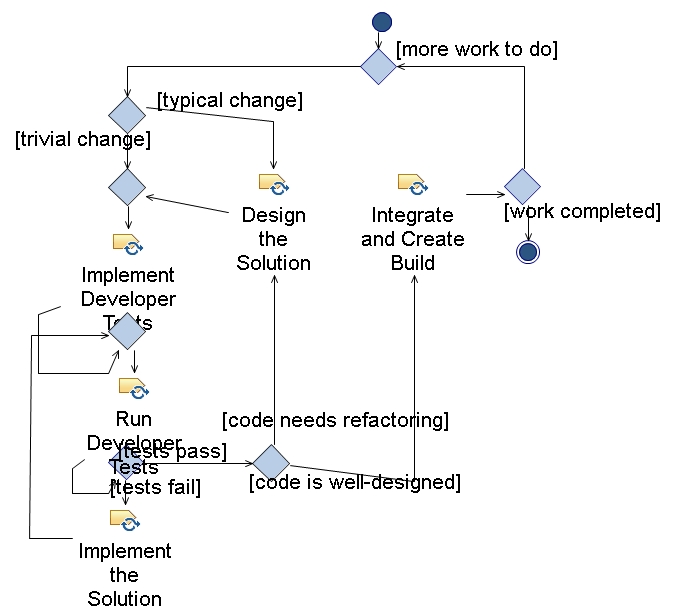 [more work to do]
[typical change]
[trivial change]
Design
the
Solution
Integrate
and Create
Build
[work completed]
Implement
Developer
Tests
Run
Developer
Tests
[code needs refactoring]
[tests pass]
[code is well-designed]
[tests fail]
Implement
the
Solution